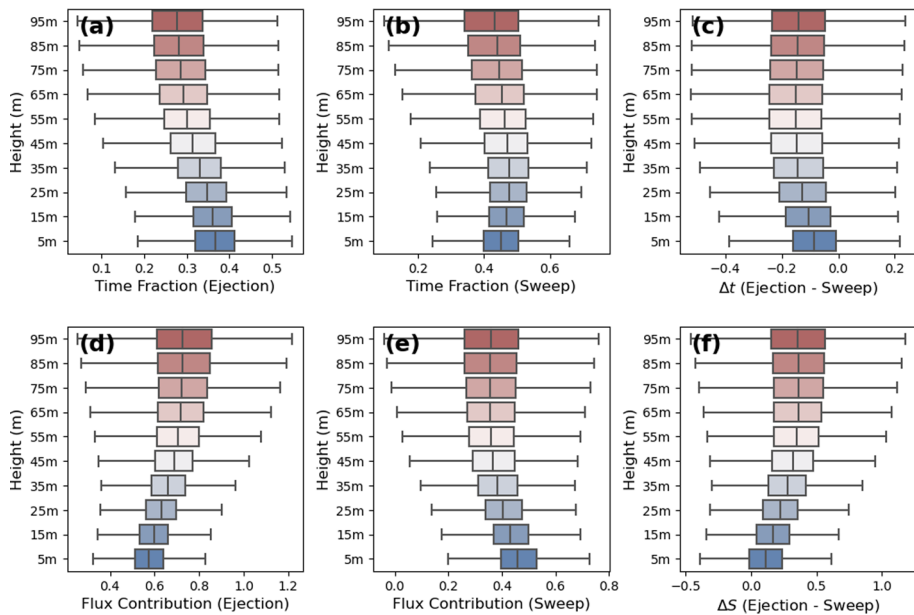 (a)
95m
85m
75m
65m
55m
45m
35m
25m
15m
5m
Height (m)
0.1 0.2 0.3 0.4 0.5
Time Fraction (Ejection)
(b)
95m
85m
75m
65m
55m
45m
35m
25m
15m
5m
Height (m)
0.2 0.4 0.6
Time Fraction (Sweep)
(c)
95m
85m
75m
65m
55m
45m
35m
25m
15m
5m
Height (m)
−0.4 −0.2 0.0 0.2
Δt (Ejection - Sweep)
(d)
95m
85m
75m
65m
55m
45m
35m
25m
15m
5m
Height (m)
0.4 0.6 0.8 1.0 1.2
Flux Contribution (Ejection)
(e)
95m
85m
75m
65m
55m
45m
35m
25m
15m
5m
Height (m)
0.0 0.2 0.4 0.6 0.8
Flux Contribution (Sweep)
(f)
95m
85m
75m
65m
55m
45m
35m
25m
15m
5m
Height (m)
−0.5 0.0 0.5 1.0
ΔS (Ejection - Sweep)